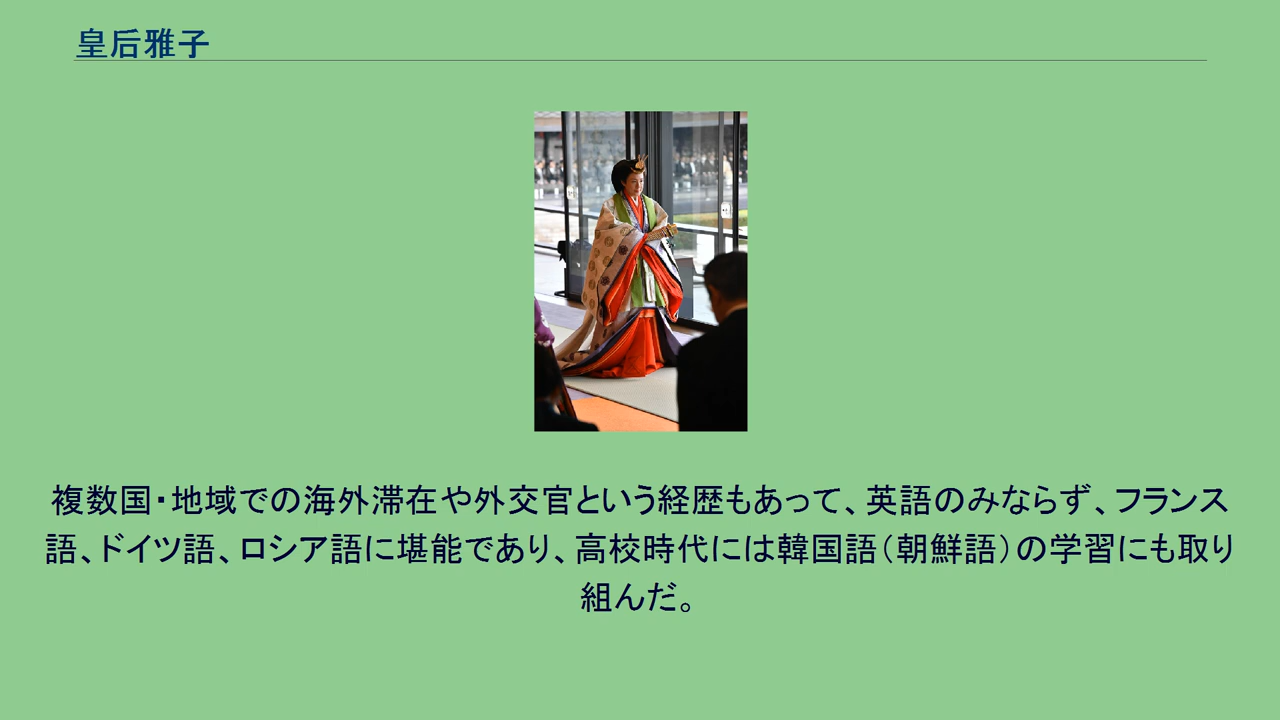 皇后雅子
複数国・地域での海外滞在や外交官という経歴もあって、英語のみならず、フランス
語、ドイツ語、ロシア語に堪能であり、高校時代には韓国語（朝鮮語）の学習にも取り
組んだ。